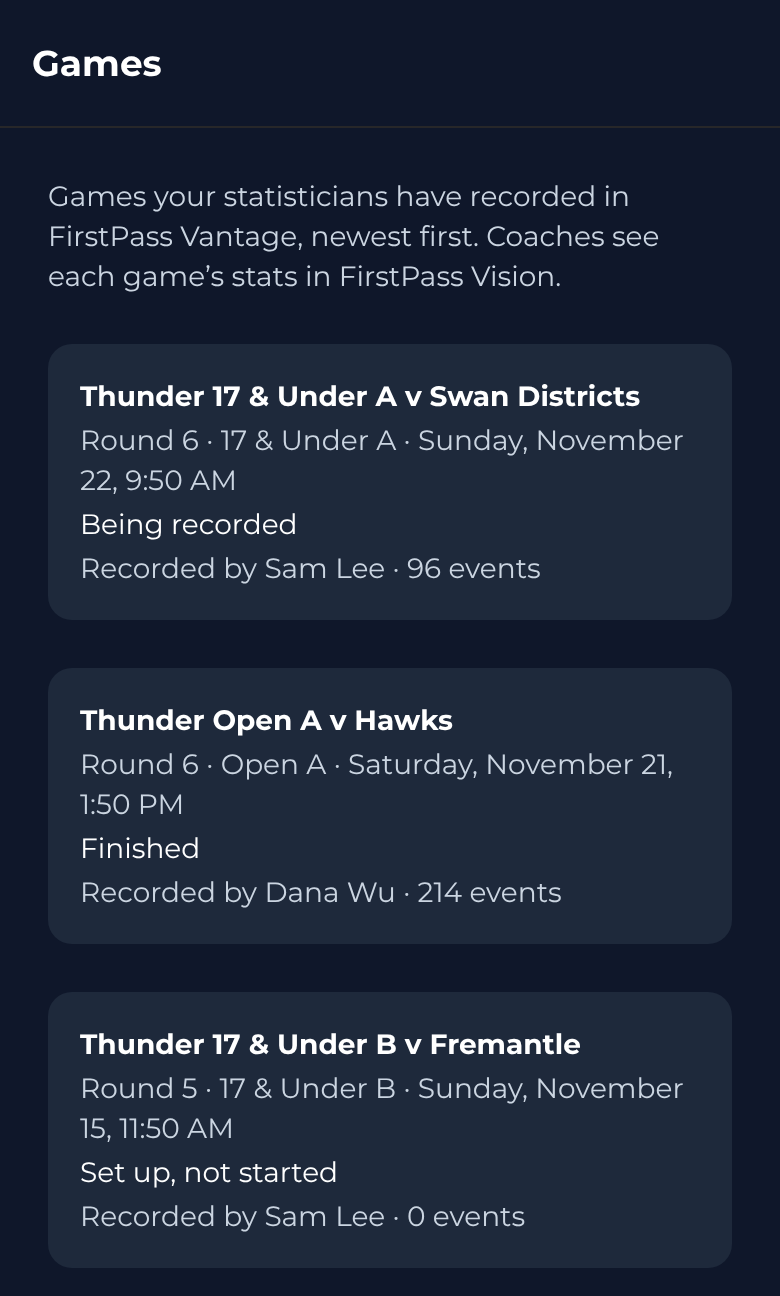 Games
Games your statisticians have recorded in
FirstPass Vantage, newest first. Coaches see
each game’s stats in FirstPass Vision.
Thunder 17 & Under A v Swan Districts
Round 6 · 17 & Under A · Sunday, November
22, 9:50 AM
Being recorded
Recorded by Sam Lee · 96 events
Thunder Open A v Hawks
Round 6 · Open A · Saturday, November 21,
1:50 PM
Finished
Recorded by Dana Wu · 214 events
Thunder 17 & Under B v Fremantle
Round 5 · 17 & Under B · Sunday, November
15, 11:50 AM
Set up, not started
Recorded by Sam Lee · 0 events